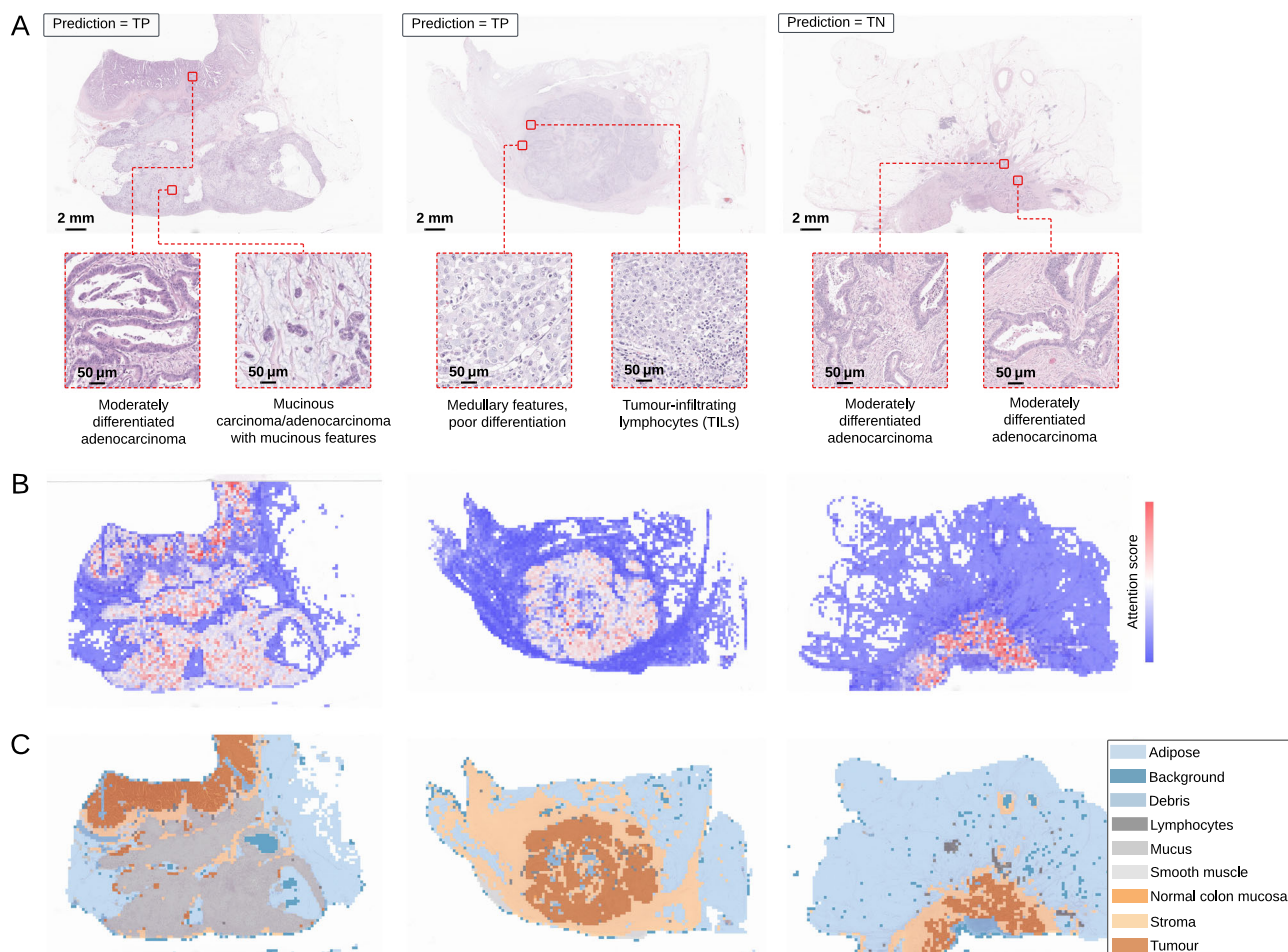 A
Prediction = TP
Prediction = TP
Prediction = TN
2 mm
2 mm
2 mm
50 µm
50 µm
50 µm
50 µm
50 µm
50 µm
Moderately
differentiated
adenocarcinoma
Mucinous
carcinoma/adenocarcinoma
with mucinous features
Medullary features,
poor differentiation
Tumour-infiltrating
lymphocytes (TILs)
Moderately
differentiated
adenocarcinoma
Moderately
differentiated
adenocarcinoma
B
Attention score
C
Adipose
Background
Debris
Lymphocytes
Mucus
Smooth muscle
Normal colon mucosa
Stroma
Tumour